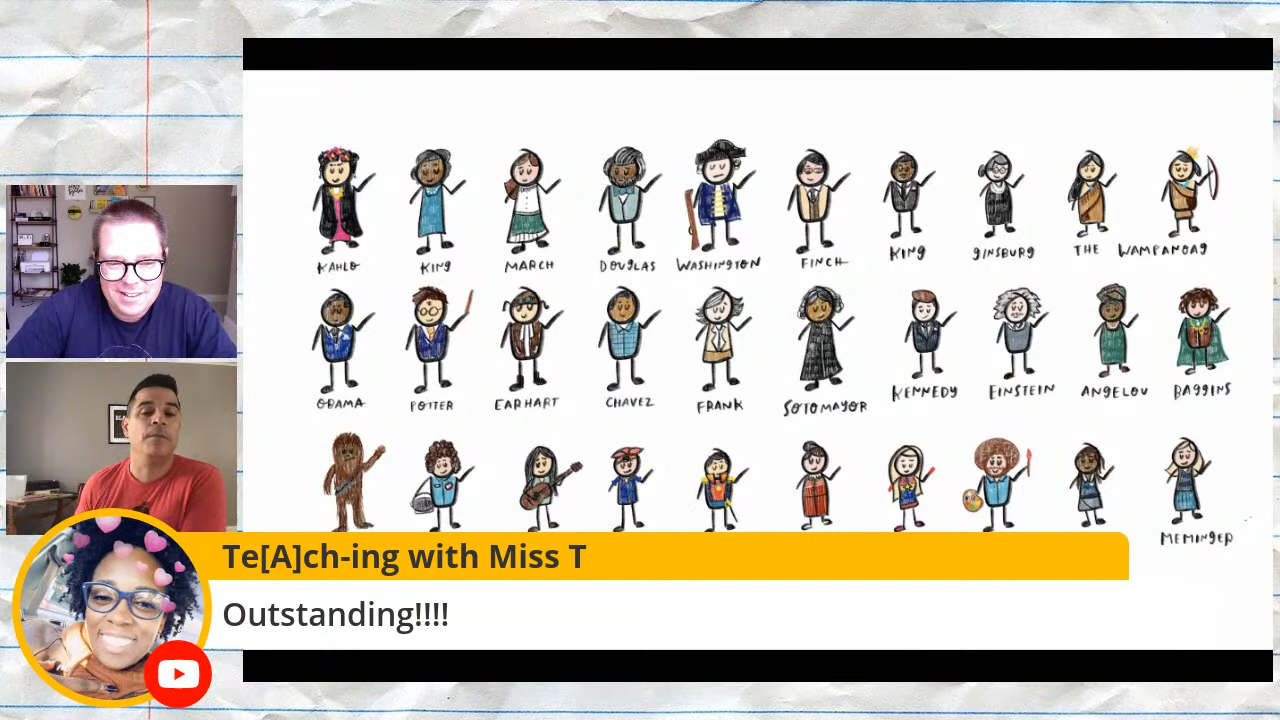 KAHLO KING MARCH DOUGLAS WASHINGTON FINCH KING GINSBURG THE WAMPANOAG
OBAMA POTTER EARHART CHAVEZ FRANK SOTOMAYOR KENNEDY EINSTEIN ANGELOU BAGGINS
MEMINGER
Te[A]ch-ing with Miss T
Outstanding!!!!